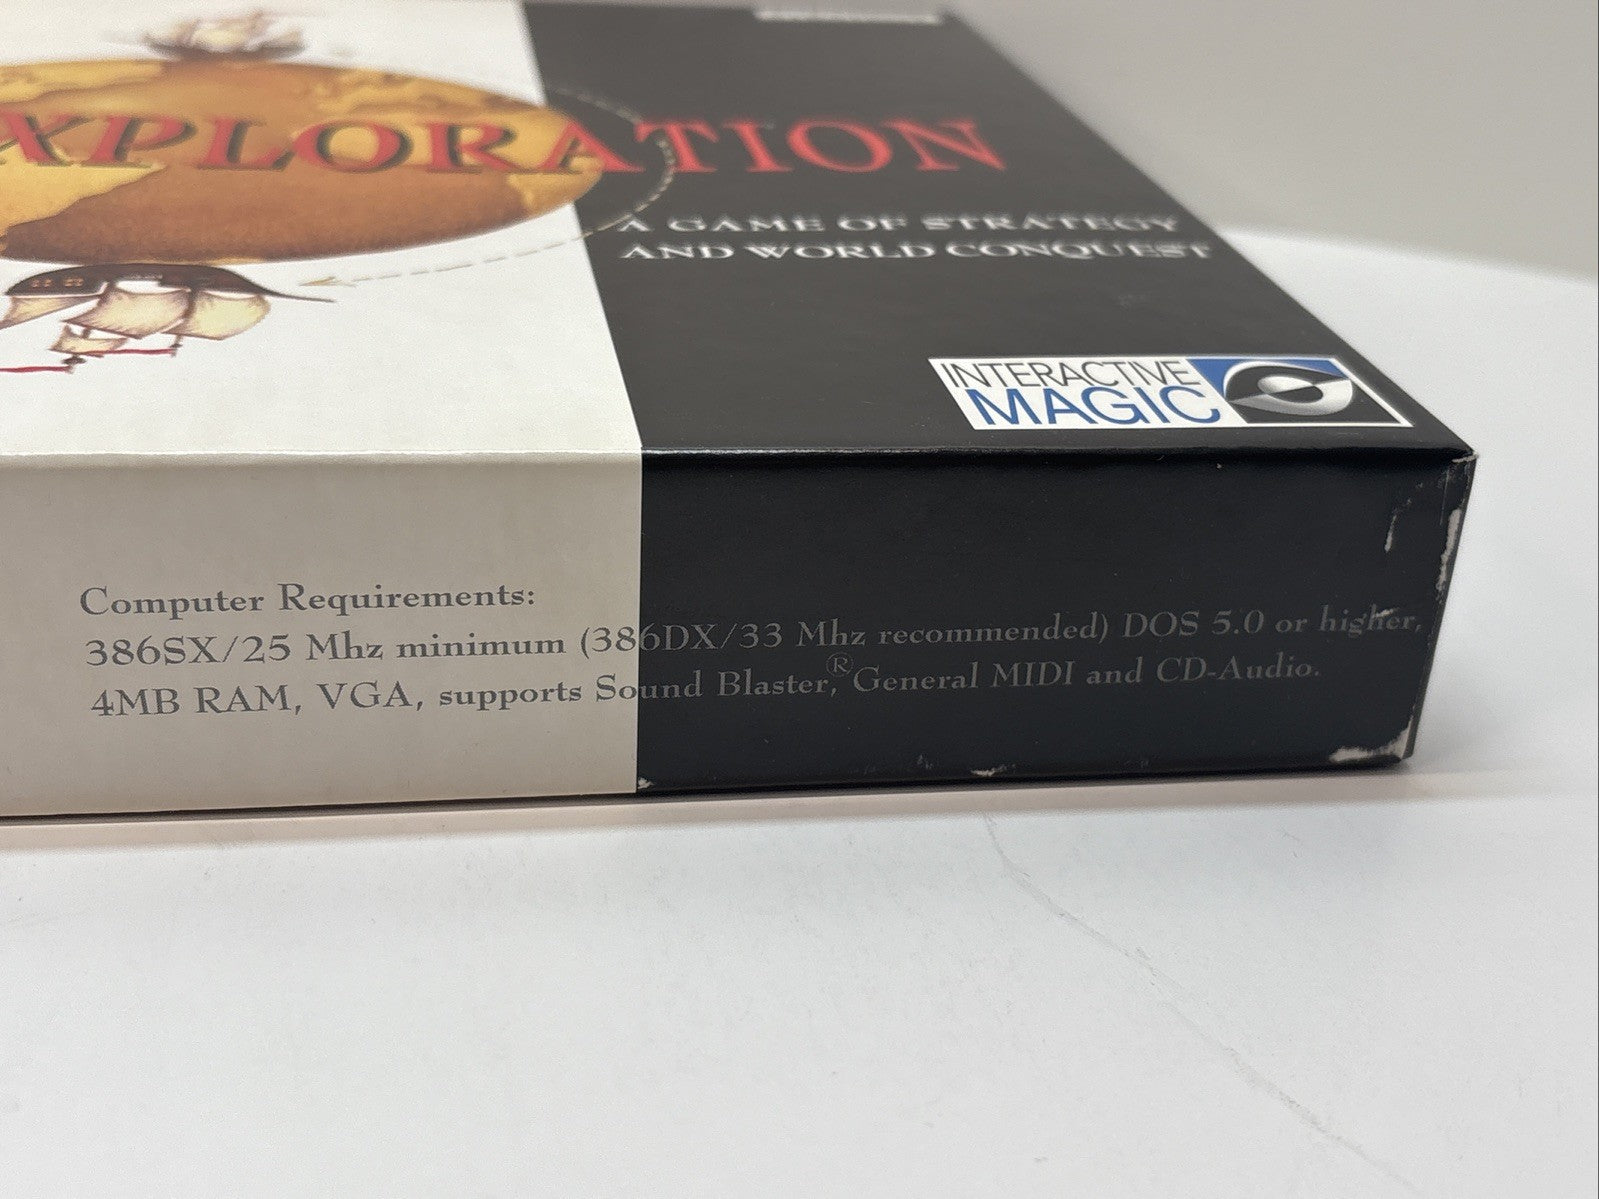 XPLORATION
A GAME OF STRATEGY
AND WORLD CONQUEST
INTERACTIVE
MAGIC
Computer Requirements:
386SX/25 Mhz minimum (386DX/33 Mhz recommended) DOS 5.0 or higher,
4MB RAM, VGA, supports Sound Blaster,® General MIDI and CD-Audio.